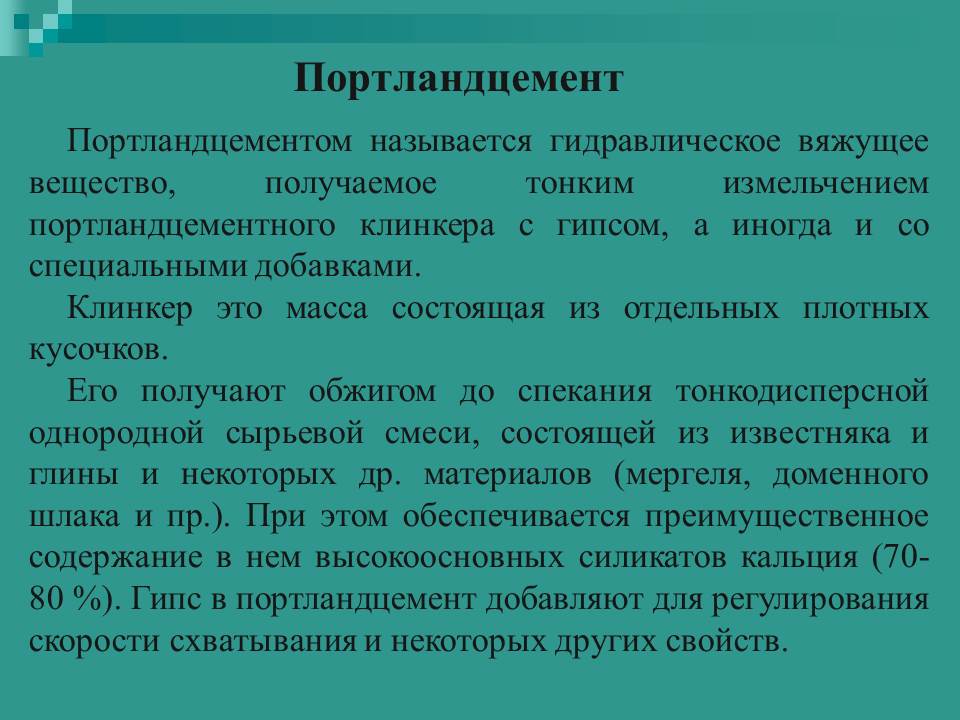 Портландцемент
Портландцементом называется гидравлическое вяжущее
вещество, получаемое тонким измельчением
портландцементного клинкера с гипсом, а иногда и со
специальными добавками.
Клинкер это масса состоящая из отдельных плотных
кусочков.
Его получают обжигом до спекания тонкодисперсной
однородной сырьевой смеси, состоящей из известняка и
глины и некоторых др. материалов (мергеля, доменного
шлака и пр.). При этом обеспечивается преимущественное
содержание в нем высокоосновных силикатов кальция (70-
80 %). Гипс в портландцемент добавляют для регулирования
скорости схватывания и некоторых других свойств.